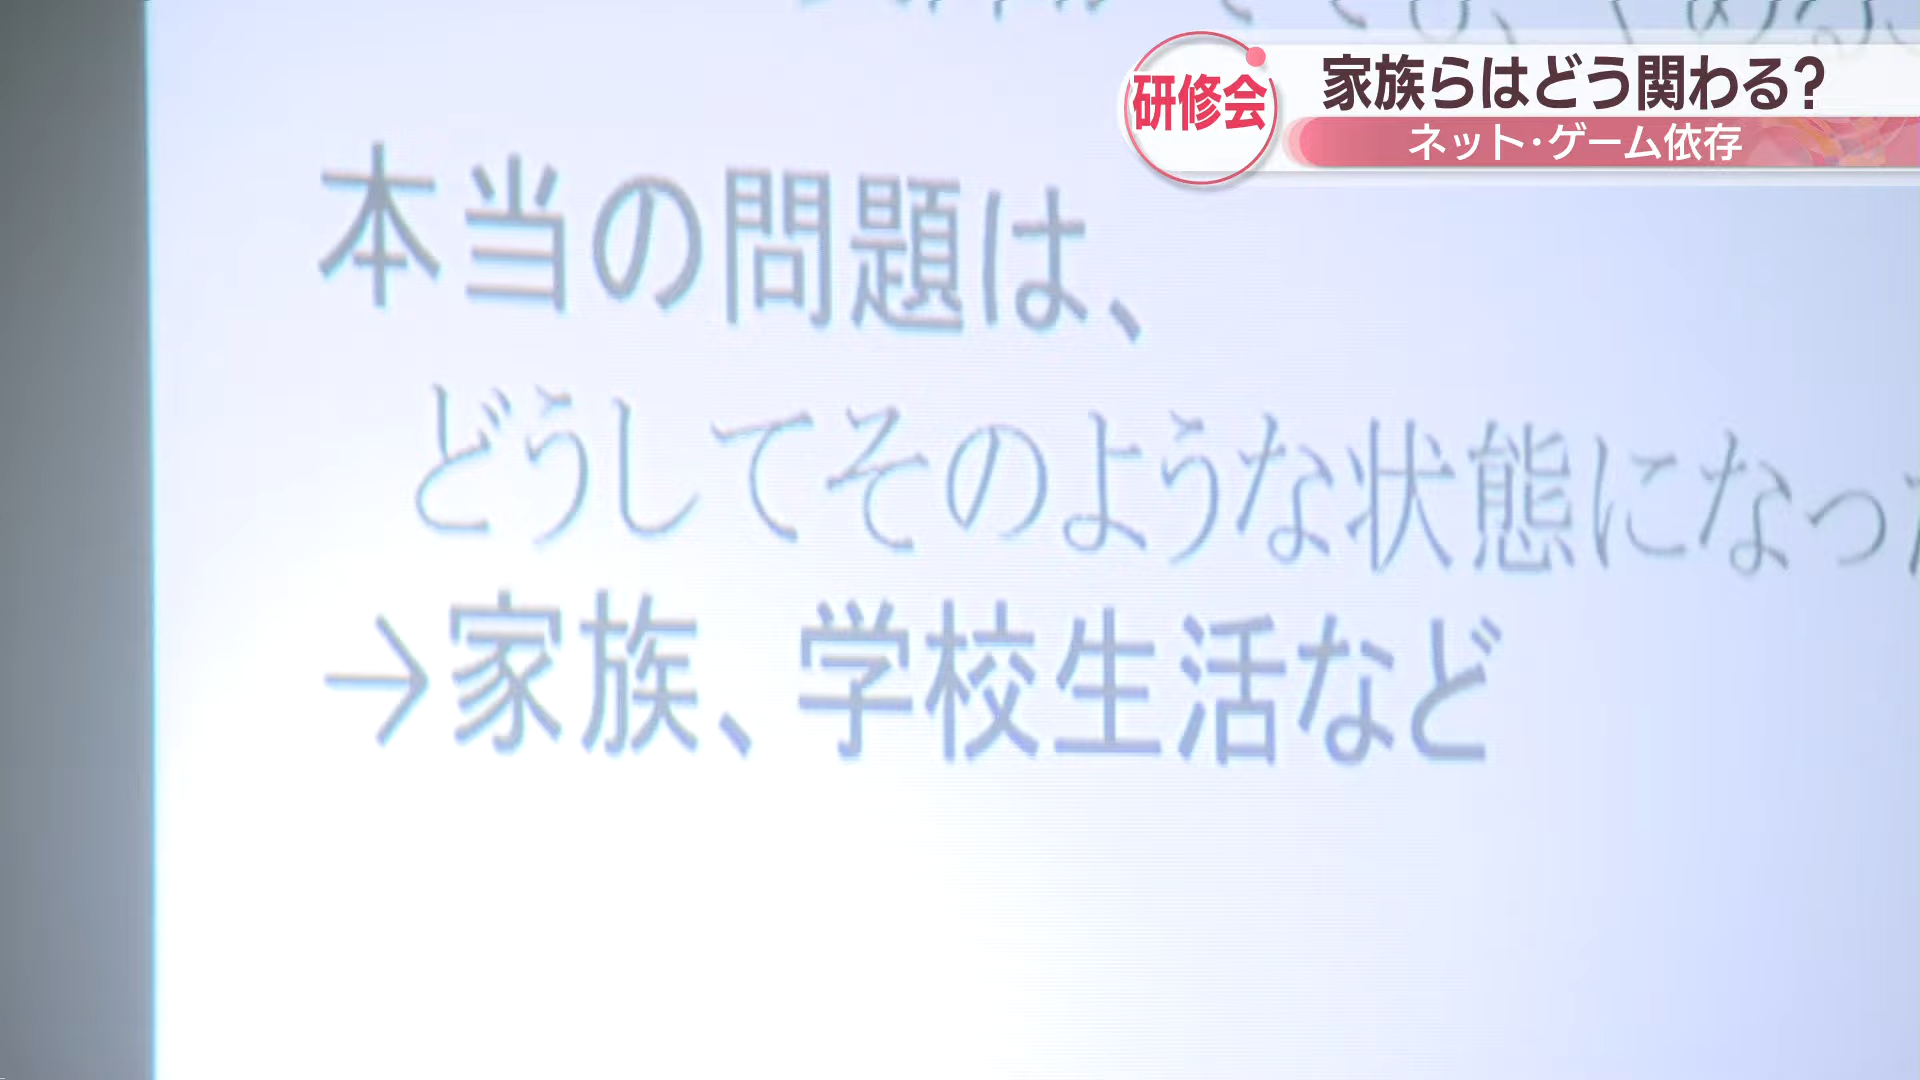 研修会
家族らはどう関わる?
ネット・ゲーム依存
本当の問題は、
どうしてそのような状態になっ
→家族、学校生活など